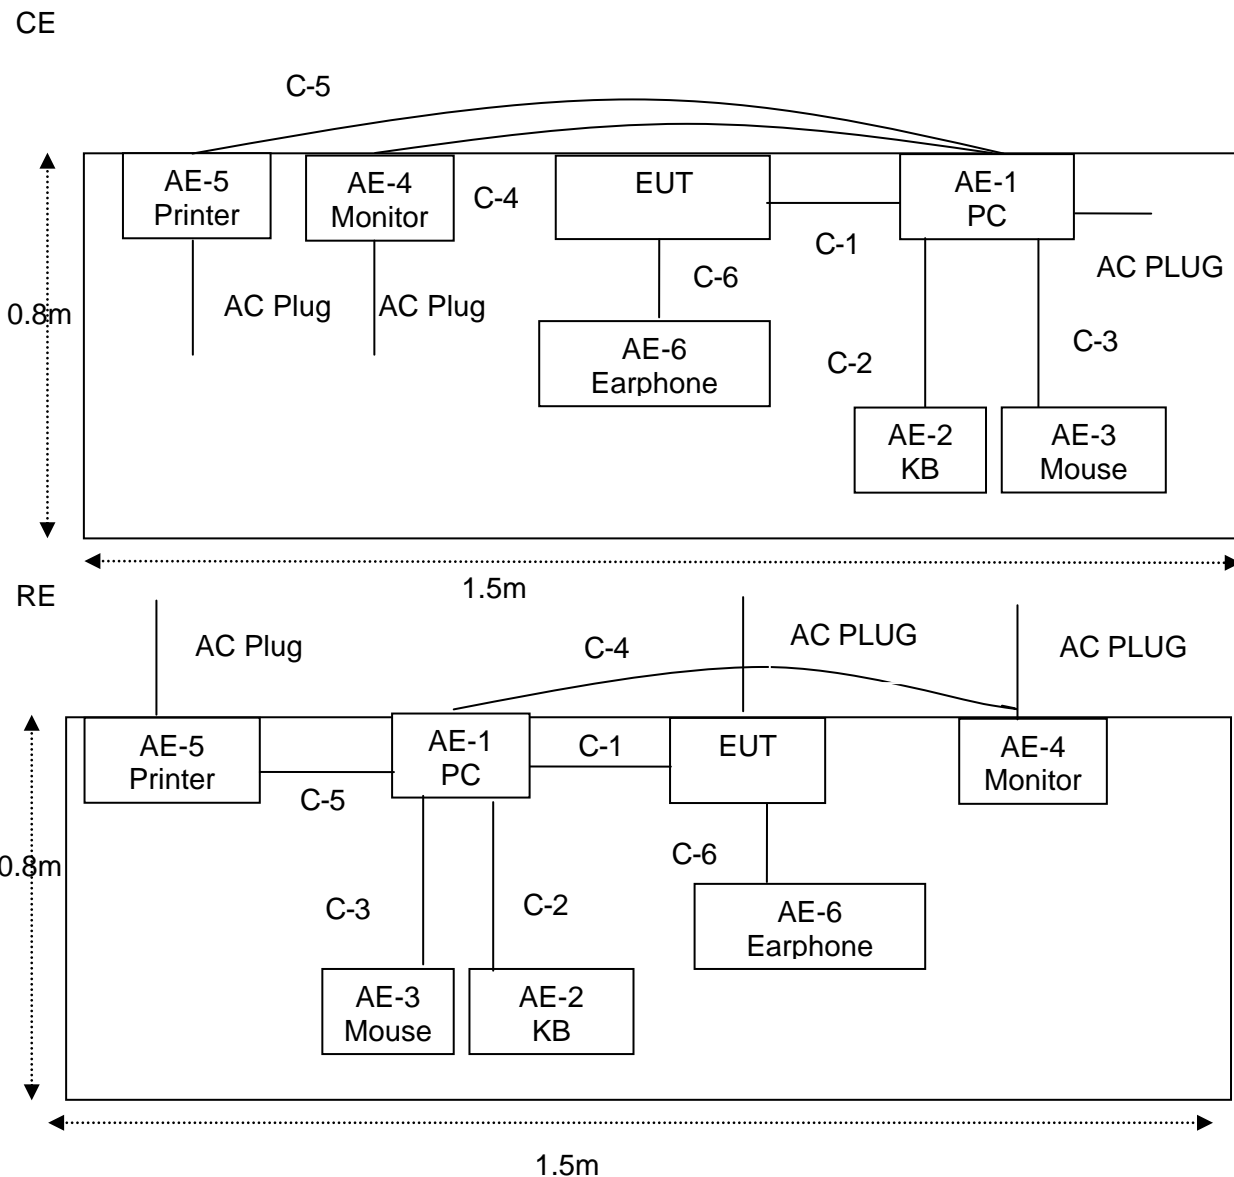 CE
C-5
AE-5
Printer
AE-4
Monitor
C-4
EUT
AE-1
PC
C-1
AC PLUG
C-6
AC Plug
AC Plug
0.8m
AE-6
Earphone
C-2
C-3
AE-2
KB
AE-3
Mouse
1.5m
RE
AC Plug
C-4
AC PLUG
AC PLUG
AE-5
Printer
AE-1
PC
C-1
EUT
AE-4
Monitor
C-5
0.8m
C-6
C-3
C-2
AE-6
Earphone
AE-3
Mouse
AE-2
KB
1.5m